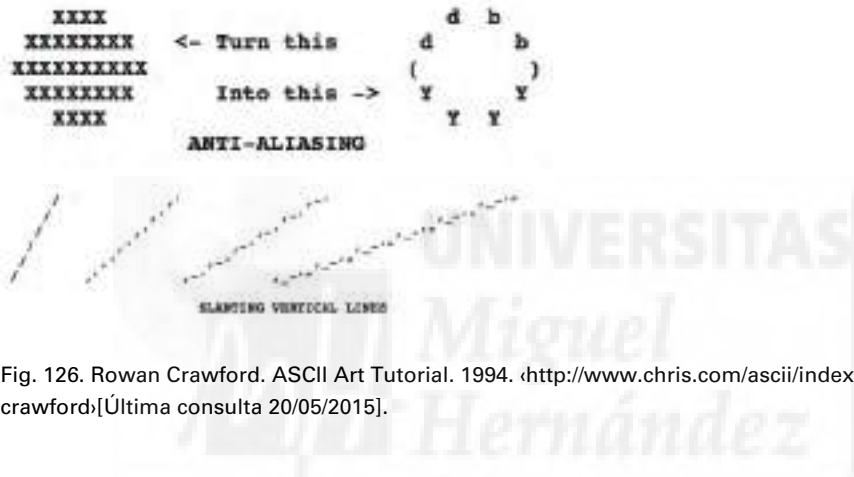 XXXX d b
XXXXXXXX <- Turn this d b
XXXXXXXXXX ( )
XXXXXXXX Into this -> Y Y
XXXX Y Y
ANTI-ALIASING
SLANTING VERTICAL LINES
UNIVERSITAS
Miguel
Hernández
Fig. 126. Rowan Crawford. ASCII Art Tutorial. 1994. ‹http://www.chris.com/ascii/index
crawford›[Última consulta 20/05/2015].